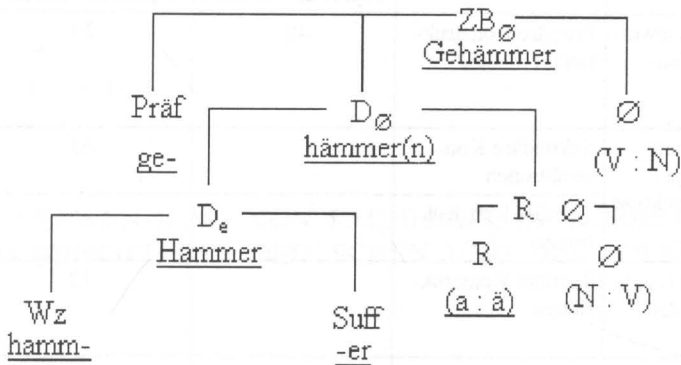 ZB∅
Gehämmer
Präf D∅ ∅
ge- hämmer(n) (V : N)
De R ∅
Hammer R ∅
(a : ä) (N : V)
Wz Suff
hamm- -er